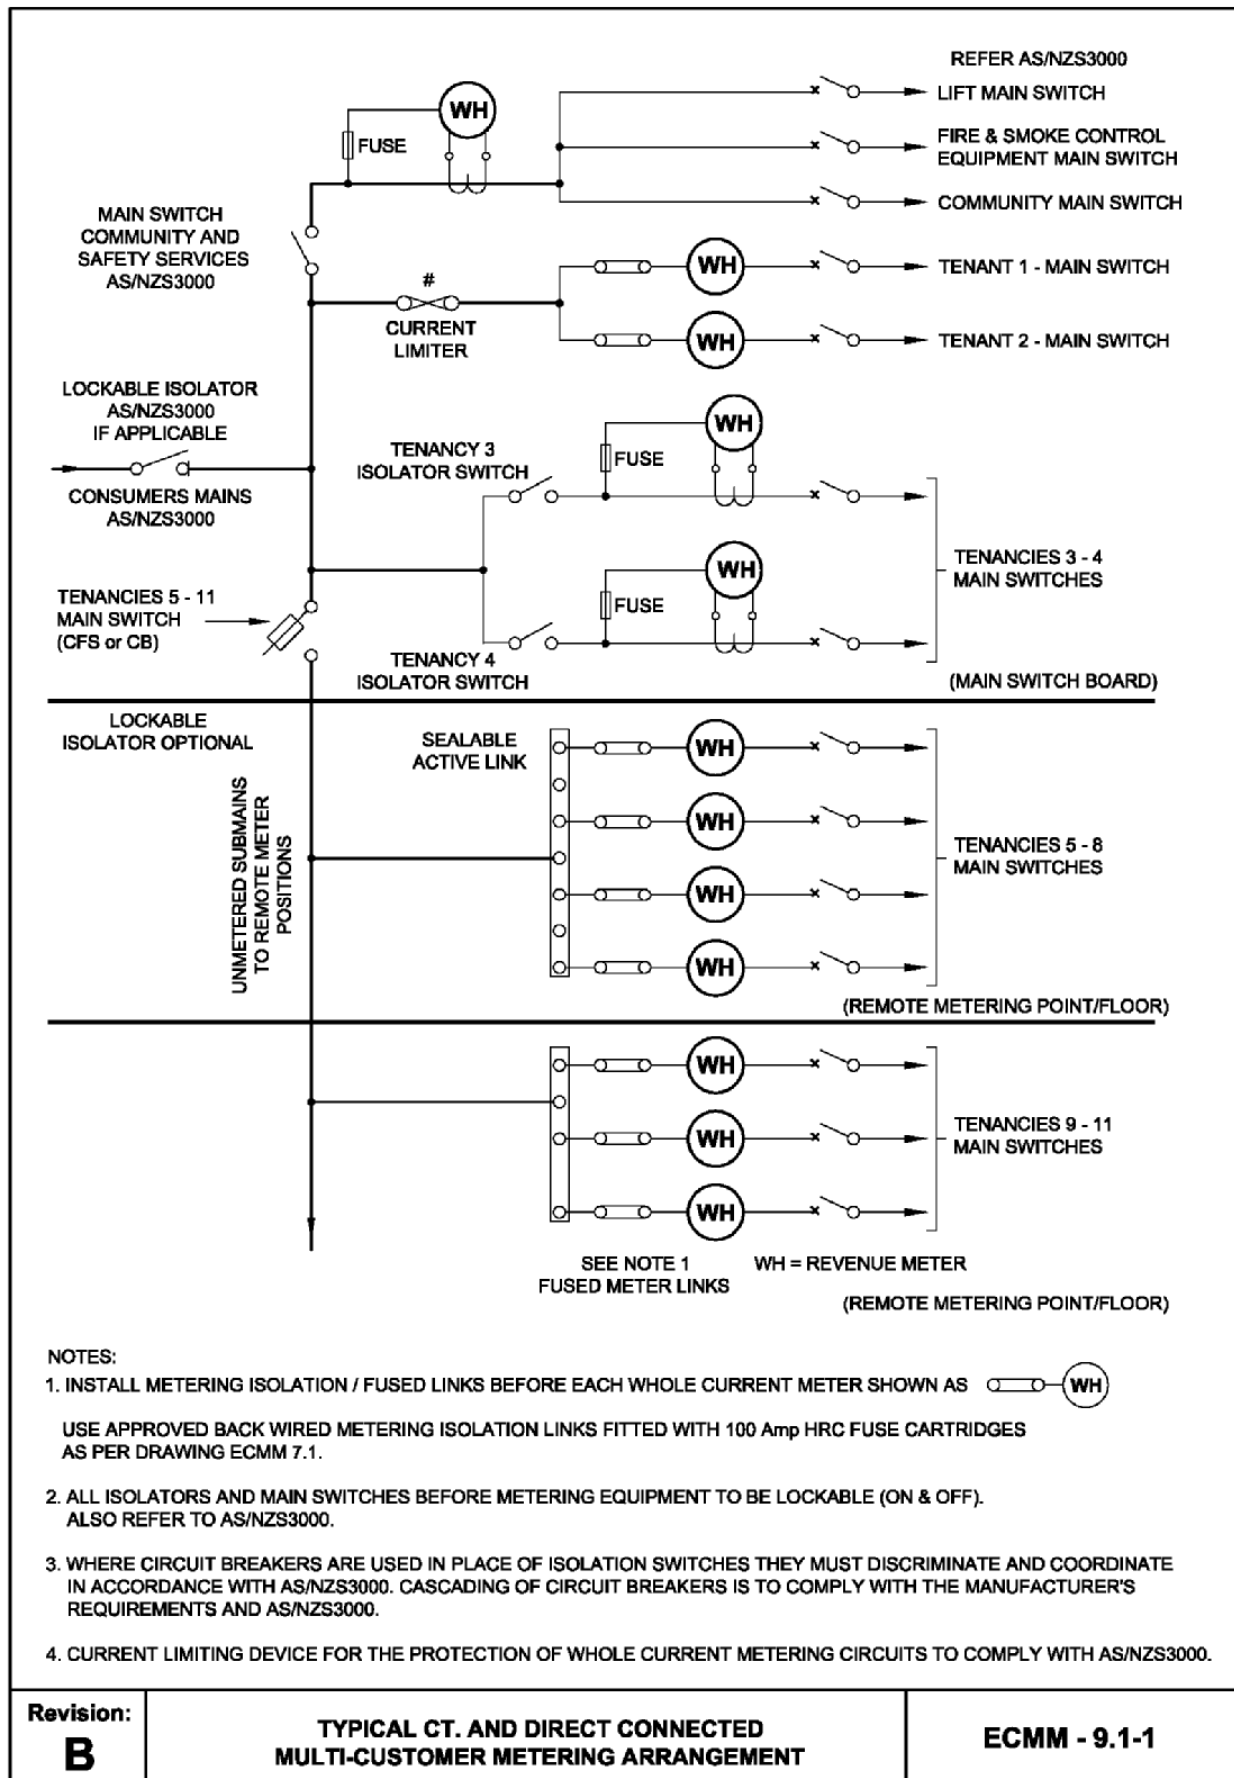 REFER AS/NZS3000
WH
LIFT MAIN SWITCH
FUSE
FIRE & SMOKE CONTROL
EQUIPMENT MAIN SWITCH
COMMUNITY MAIN SWITCH
MAIN SWITCH
COMMUNITY AND
SAFETY SERVICES
AS/NZS3000
WH
TENANT 1 - MAIN SWITCH
#
CURRENT
LIMITER
WH
TENANT 2 - MAIN SWITCH
LOCKABLE ISOLATOR
AS/NZS3000
IF APPLICABLE
CONSUMERS MAINS
AS/NZS3000
TENANCY 3
ISOLATOR SWITCH
FUSE
WH
TENANCIES 3 - 4
MAIN SWITCHES
WH
FUSE
TENANCIES 5 - 11
MAIN SWITCH
(CFS or CB)
TENANCY 4
ISOLATOR SWITCH
(MAIN SWITCH BOARD)
LOCKABLE
ISOLATOR OPTIONAL
SEALABLE
ACTIVE LINK
WH
WH
WH
WH
UNMETERED SUBMAINS
TO REMOTE METER
POSITIONS
TENANCIES 5 - 8
MAIN SWITCHES
(REMOTE METERING POINT/FLOOR)
WH
WH
WH
TENANCIES 9 - 11
MAIN SWITCHES
SEE NOTE 1
FUSED METER LINKS
WH = REVENUE METER
(REMOTE METERING POINT/FLOOR)
NOTES:
1. INSTALL METERING ISOLATION / FUSED LINKS BEFORE EACH WHOLE CURRENT METER SHOWN AS WH
USE APPROVED BACK WIRED METERING ISOLATION LINKS FITTED WITH 100 Amp HRC FUSE CARTRIDGES
AS PER DRAWING ECMM 7.1.
2. ALL ISOLATORS AND MAIN SWITCHES BEFORE METERING EQUIPMENT TO BE LOCKABLE (ON & OFF).
ALSO REFER TO AS/NZS3000.
3. WHERE CIRCUIT BREAKERS ARE USED IN PLACE OF ISOLATION SWITCHES THEY MUST DISCRIMINATE AND COORDINATE
IN ACCORDANCE WITH AS/NZS3000. CASCADING OF CIRCUIT BREAKERS IS TO COMPLY WITH THE MANUFACTURER'S
REQUIREMENTS AND AS/NZS3000.
4. CURRENT LIMITING DEVICE FOR THE PROTECTION OF WHOLE CURRENT METERING CIRCUITS TO COMPLY WITH AS/NZS3000.
Revision:
B
TYPICAL CT. AND DIRECT CONNECTED
MULTI-CUSTOMER METERING ARRANGEMENT
ECMM - 9.1-1